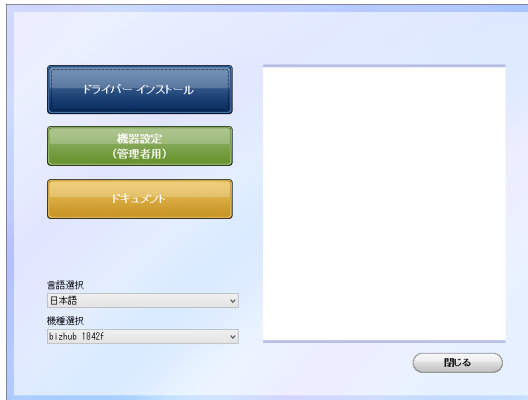 ドライバー インストール
機器設定
(管理者用)
ドキュメント
言語選択
日本語
機種選択
bizhub 1842f
閉じる